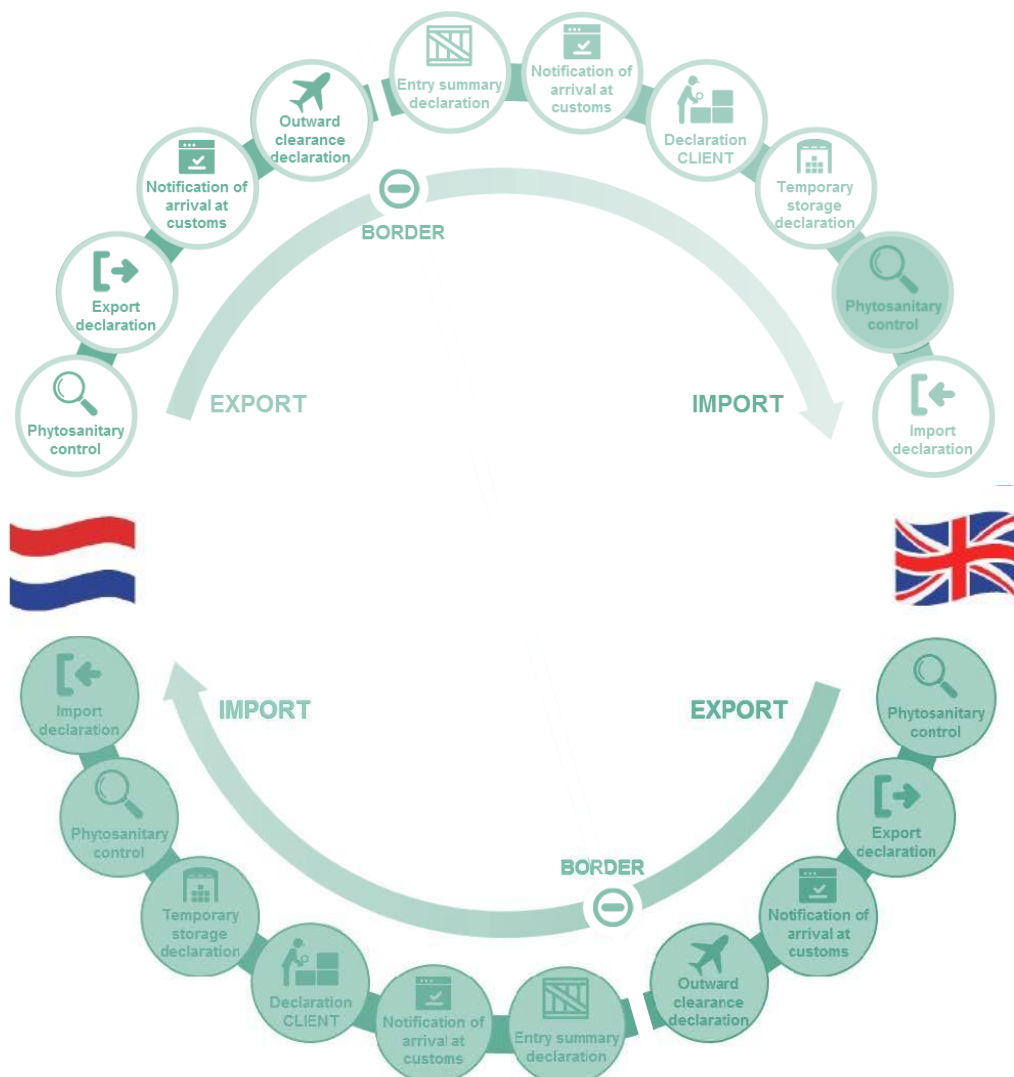 Entry summary
declaration
Notification of
arrival at
customs
Outward
clearance
declaration
Declaration
CLIENT
Notification of
arrival at
customs
Temporary
storage
declaration
BORDER
Export
declaration
Phytosanitary
control
EXPORT
IMPORT
Phytosanitary
control
Import
declaration
Import
declaration
IMPORT
EXPORT
Phytosanitary
control
Phytosanitary
control
Export
declaration
BORDER
Temporary
storage
declaration
Notification of
arrival at
customs
Declaration
CLIENT
Outward
clearance
declaration
Notification of
arrival at
customs
Entry summary
declaration